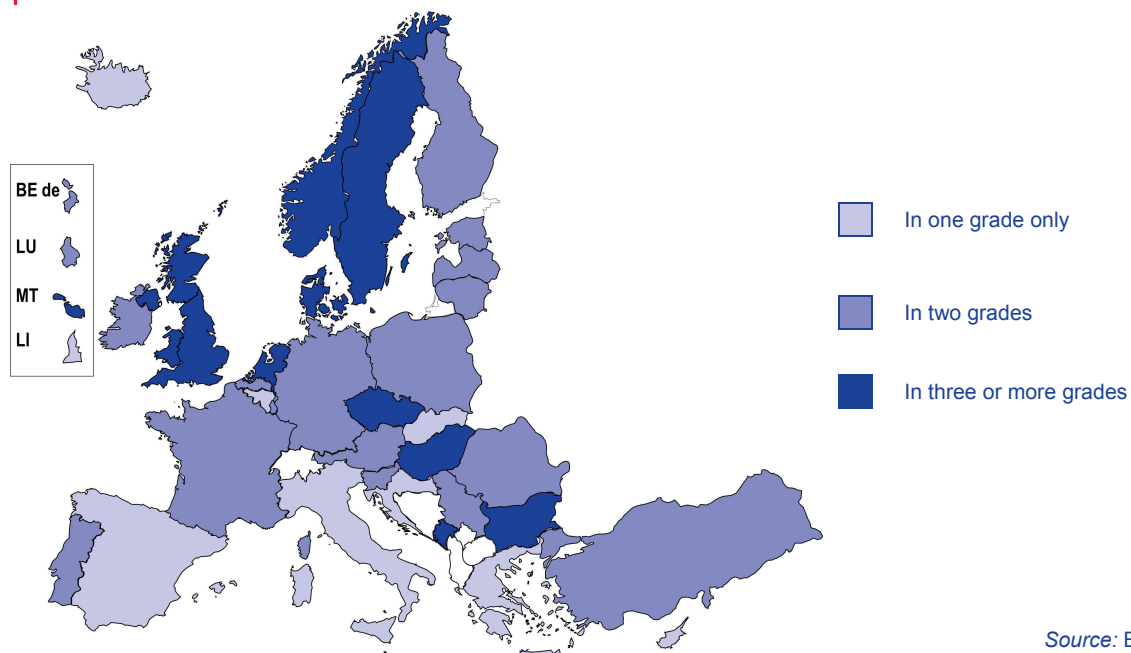 BE de
LU
MT
LI
In one grade only
In two grades
In three or more grades
Source: E